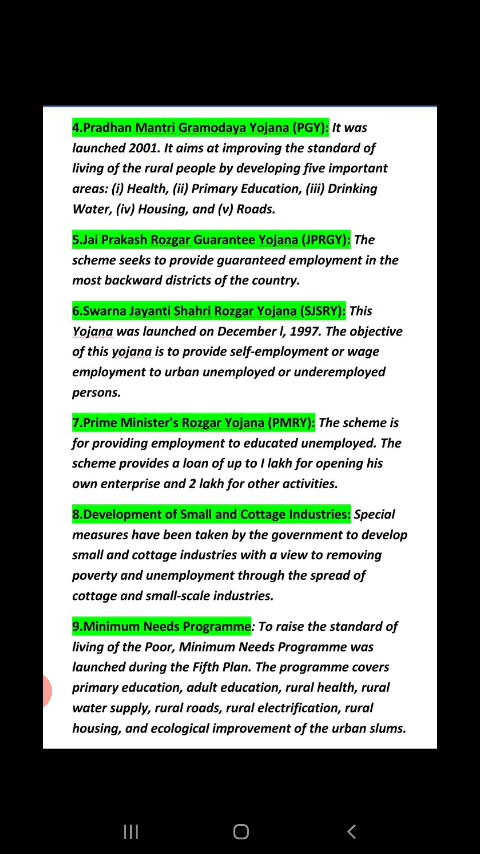 4.Pradhan Mantri Gramodaya Yojana (PGY): It was
launched 2001. It aims at improving the standard of
living of the rural people by developing five important
areas: (i) Health, (ii) Primary Education, (iii) Drinking
Water, (iv) Housing, and (v) Roads.
5.Jai Prakash Rozgar Guarantee Yojana (JPRGY): The
scheme seeks to provide guaranteed employment in the
most backward districts of the country.
6.Swarna Jayanti Shahri Rozgar Yojana (SJSRY): This
Yojana was launched on December l, 1997. The objective
of this yojana is to provide self-employment or wage
employment to urban unemployed or underemployed
persons.
7.Prime Minister's Rozgar Yojana (PMRY): The scheme is
for providing employment to educated unemployed. The
scheme provides a loan of up to l lakh for opening his
own enterprise and 2 lakh for other activities.
8.Development of Small and Cottage Industries: Special
measures have been taken by the government to develop
small and cottage industries with a view to removing
poverty and unemployment through the spread of
cottage and small-scale industries.
9.Minimum Needs Programme: To raise the standard of
living of the Poor, Minimum Needs Programme was
launched during the Fifth Plan. The programme covers
primary education, adult education, rural health, rural
water supply, rural roads, rural electrification, rural
housing, and ecological improvement of the urban slums.